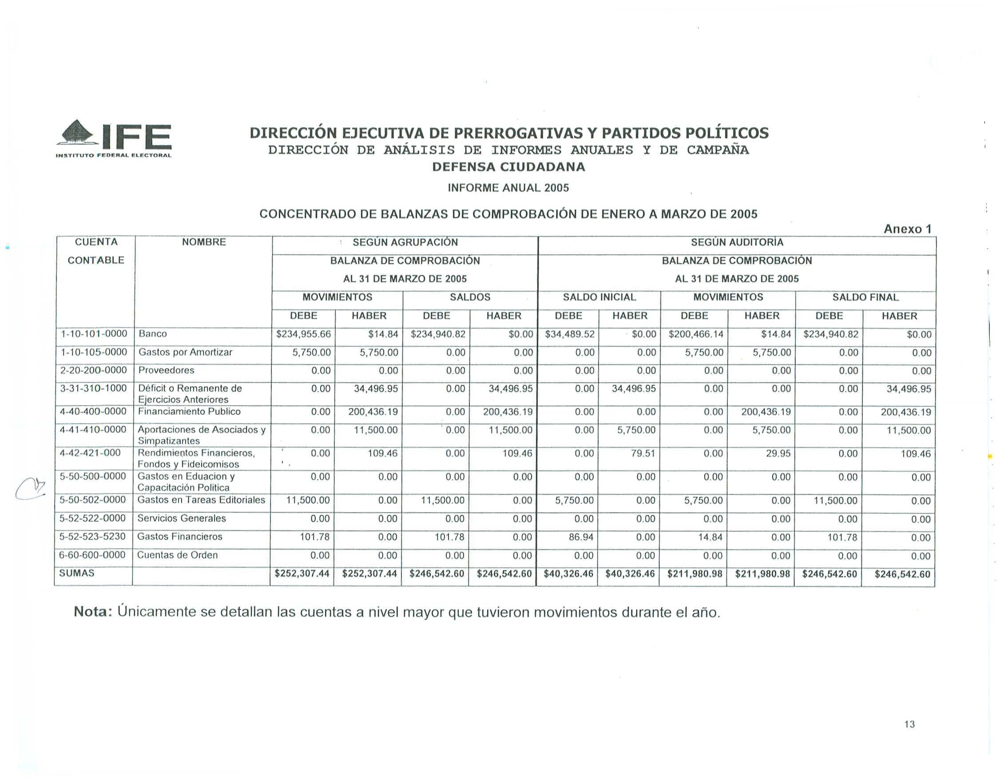 IFE
INSTITUTO FEDERAL ELECTORAL
DIRECCIÓN EJECUTIVA DE PRERROGATIVAS Y PARTIDOS POLÍTICOS
DIRECCIÓN DE ANÁLISIS DE INFORMES ANUALES Y DE CAMPAÑA
DEFENSA CIUDADANA
INFORME ANUAL 2005
CONCENTRADO DE BALANZAS DE COMPROBACIÓN DE ENERO A MARZO DE 2005
Anexo 1
CUENTA NOMBRE SEGÚN AGRUPACIÓN SEGÚN AUDITORÍA
CONTABLE BALANZA DE COMPROBACIÓN BALANZA DE COMPROBACIÓN
AL 31 DE MARZO DE 2005 AL 31 DE MARZO DE 2005
MOVIMIENTOS SALDOS SALDO INICIAL MOVIMIENTOS SALDO FINAL
DEBE HABER DEBE HABER DEBE HABER DEBE HABER DEBE HABER
1-10-101-0000 Banco $234,955.66 $14.84 $234,940.82 $0.00 $34,489.52 $0.00 $200,466.14 $14.84 $234,940.82 $0.00
1-10-105-0000 Gastos por Amortizar 5,750.00 5,750.00 0.00 0.00 0.00 0.00 5,750.00 5,750.00 0.00 0.00
2-20-200-0000 Proveedores 0.00 0.00 0.00 0.00 0.00 0.00 0.00 0.00 0.00 0.00
3-31-310-1000 Déficit o Remanente de 0.00 34,496.95 0.00 34,496.95 0.00 34,496.95 0.00 0.00 0.00 34,496.95
Ejercicios Anteriores
4-40-400-0000 Financiamiento Publico 0.00 200,436.19 0.00 200,436.19 0.00 0.00 0.00 200,436.19 0.00 200,436.19
4-41-410-0000 Aportaciones de Asociados y 0.00 11,500.00 0.00 11,500.00 0.00 5,750.00 0.00 5,750.00 0.00 11,500.00
Simpatizantes
4-42-421-000 Rendimientos Financieros, 0.00 109.46 0.00 109.46 0.00 79.51 0.00 29.95 0.00 109.46
Fondos y Fideicomisos
5-50-500-0000 Gastos en Eduacion y 0.00 0.00 0.00 0.00 0.00 0.00 0.00 0.00 0.00 0.00
Capacitación Politica
5-50-502-0000 Gastos en Tareas Editoriales 11,500.00 0.00 11,500.00 0.00 5,750.00 0.00 5,750.00 0.00 11,500.00 0.00
5-52-522-0000 Servicios Generales 0.00 0.00 0.00 0.00 0.00 0.00 0.00 0.00 0.00 0.00
5-52-523-5230 Gastos Financieros 101.78 0.00 101.78 0.00 86.94 0.00 14.84 0.00 101.78 0.00
6-60-600-0000 Cuentas de Orden 0.00 0.00 0.00 0.00 0.00 0.00 0.00 0.00 0.00 0.00
SUMAS $252,307.44 $252,307.44 $246,542.60 $246,542.60 $40,326.46 $40,326.46 $211,980.98 $211,980.98 $246,542.60 $246,542.60
Nota: Únicamente se detallan las cuentas a nivel mayor que tuvieron movimientos durante el año.
13